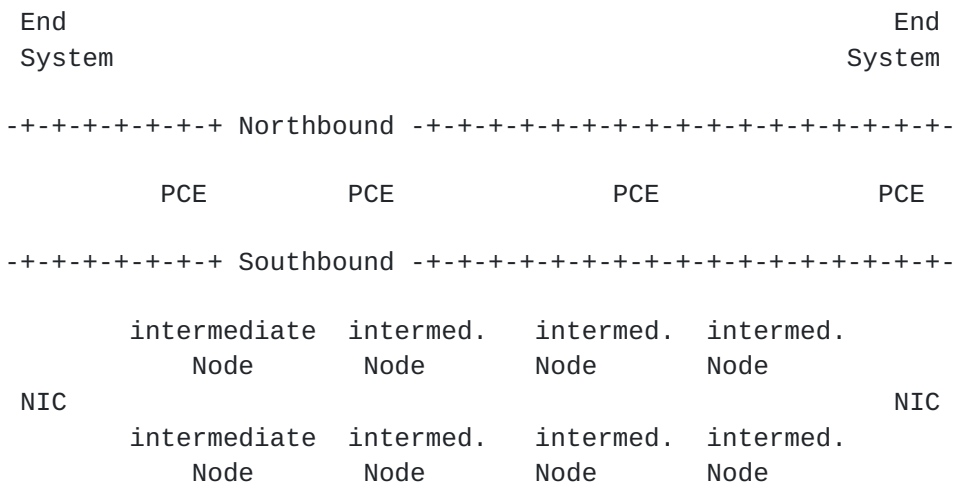 End End
System System
-+-+-+-+-+-+-+ Northbound -+-+-+-+-+-+-+-+-+-+-+-+-+-+-+-+-+-
PCE PCE PCE PCE
-+-+-+-+-+-+-+ Southbound -+-+-+-+-+-+-+-+-+-+-+-+-+-+-+-+-+-
intermediate intermed. intermed. intermed.
Node Node Node Node
NIC NIC
intermediate intermed. intermed. intermed.
Node Node Node Node